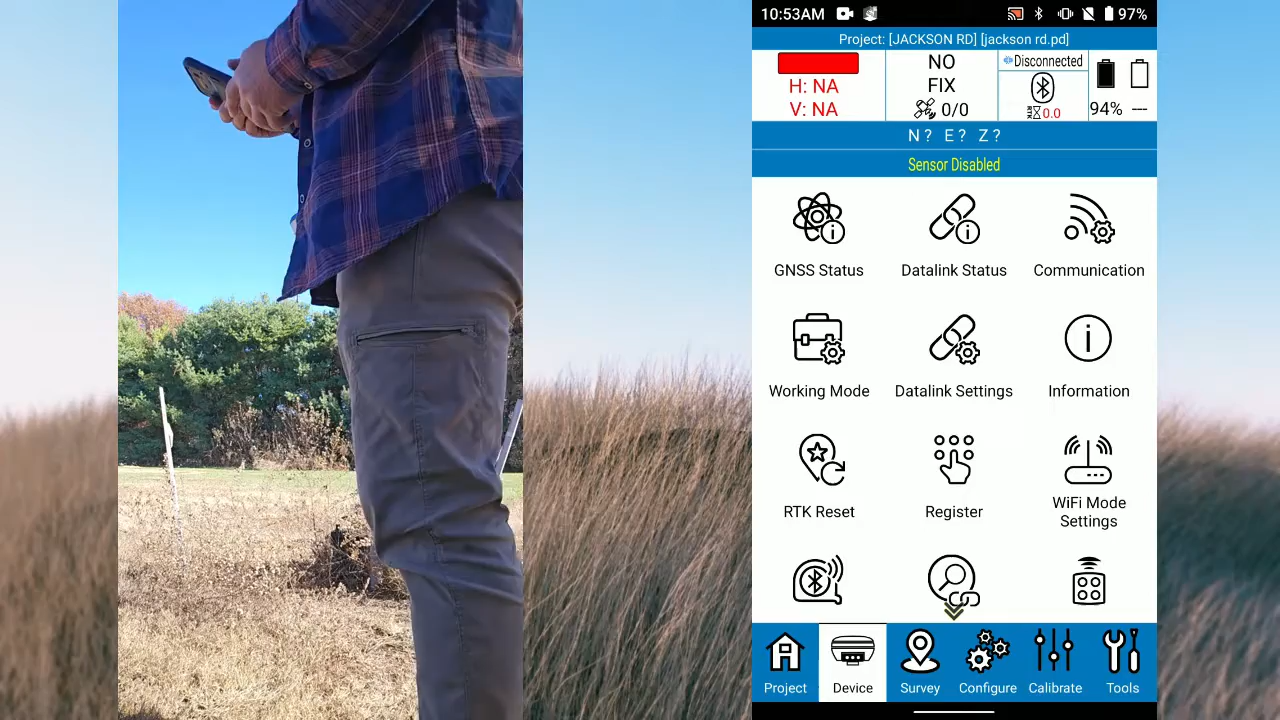 10:53AM
97%
Project: [JACKSON RD] [jackson rd.pd]
H: NA
V: NA
NO
FIX
0/0
Disconnected
0.0
94%
---
N? E? Z?
Sensor Disabled
GNSS Status
Datalink Status
Communication
Working Mode
Datalink Settings
Information
RTK Reset
Register
WiFi Mode
Settings
Project
Device
Survey
Configure
Calibrate
Tools